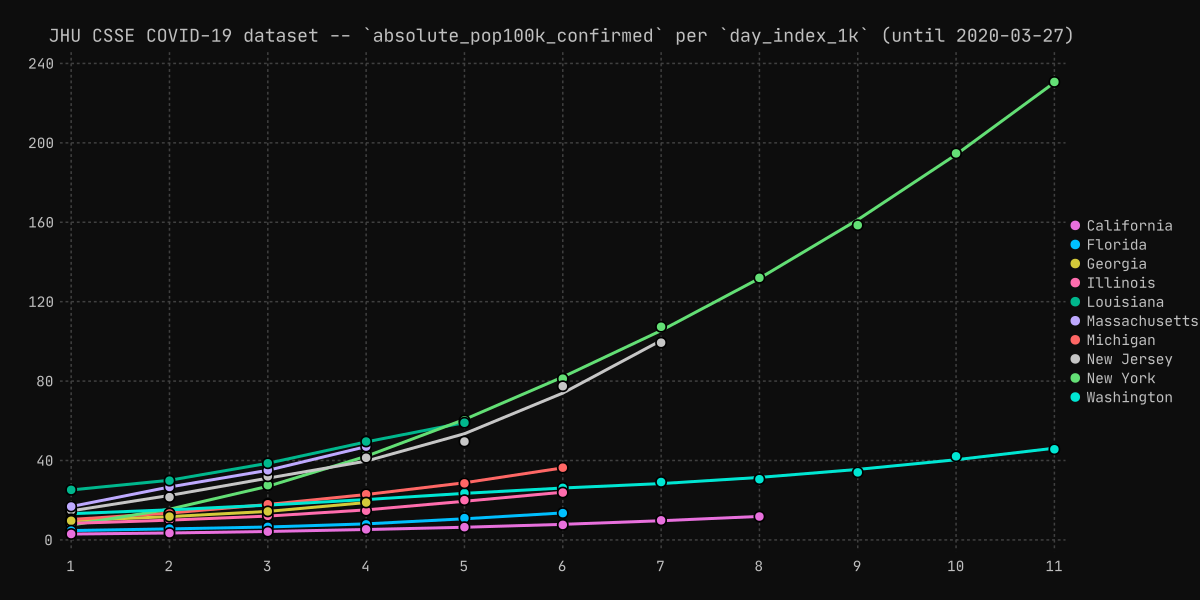 JHU CSSE COVID-19 dataset -- `absolute_pop100k_confirmed` per `day_index_1k` (until 2020-03-27)
240
200
160
120
80
40
0
1 2 3 4 5 6 7 8 9 10 11
California
Florida
Georgia
Illinois
Louisiana
Massachusetts
Michigan
New Jersey
New York
Washington